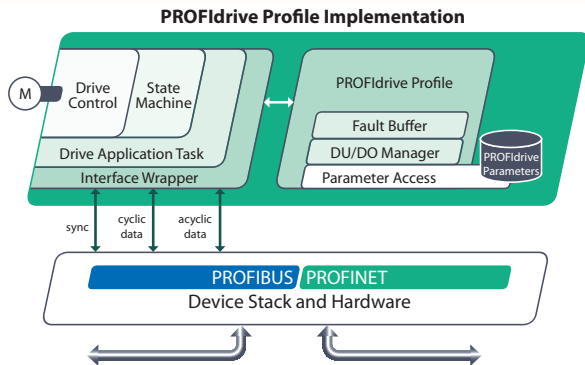 PROFIdrive Profile Implementation
M
Drive
Control
State
Machine
Drive Application Task
Interface Wrapper
PROFIdrive Profile
Fault Buffer
DU/DO Manager
Parameter Access
PROFIdrive
Parameters
sync
cyclic
data
acyclic
data
PROFIBUS
PROFINET
Device Stack and Hardware